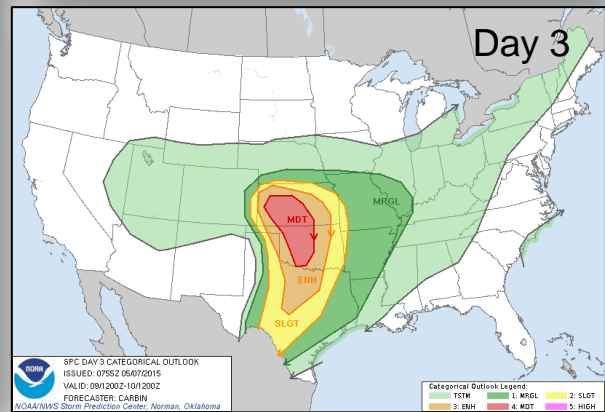 Day 3
MRGL
MDT
ENH
SLGT
NOAA
SPC DAY 3 CATEGORICAL OUTLOOK
ISSUED: 0755Z 05/07/2015
VALID: 09/1200Z-10/1200Z
FORECASTER: CARBIN
NOAA/NWS Storm Prediction Center, Norman, Oklahoma
Categorical Outlook Legend:
TSTM 1: MRGL 2: SLGT
3: ENH 4: MDT 5: HIGH